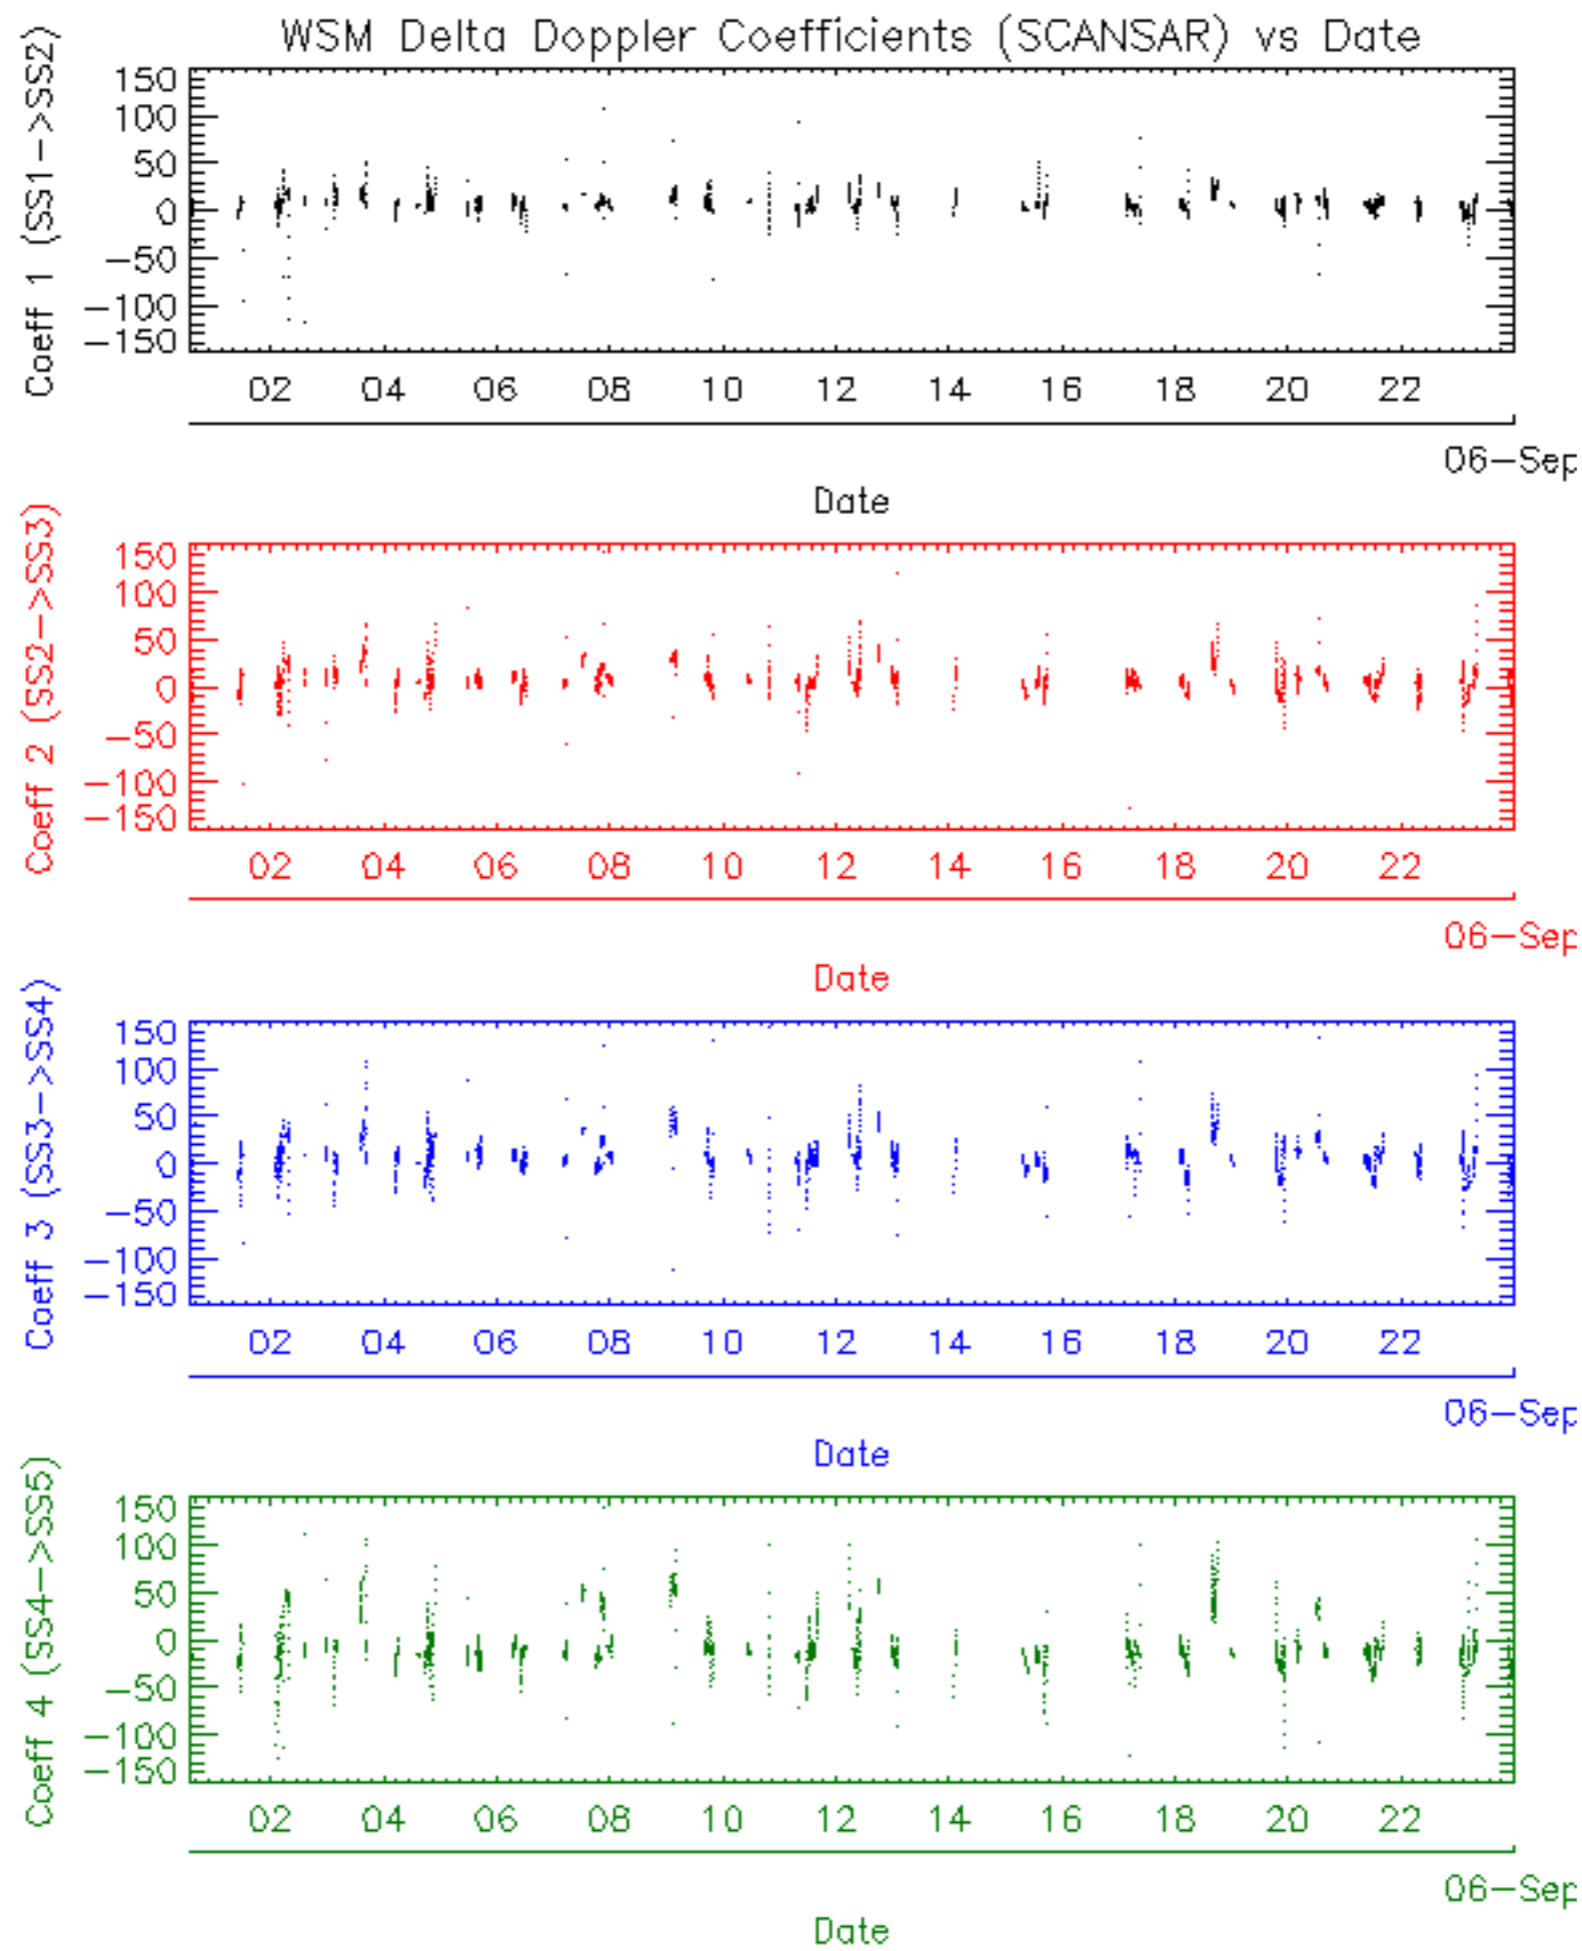 WSM Delta Doppler Coefficients (SCANSAR) vs Date
Coeff 1 (SS1->SS2)
150
100
50
0
-50
-100
-150
02 04 06 08 10 12 14 16 18 20 22
06-Sep
Date
Coeff 2 (SS2->SS3)
150
100
50
0
-50
-100
-150
02 04 06 08 10 12 14 16 18 20 22
06-Sep
Date
Coeff 3 (SS3->SS4)
150
100
50
0
-50
-100
-150
02 04 06 08 10 12 14 16 18 20 22
06-Sep
Date
Coeff 4 (SS4->SS5)
150
100
50
0
-50
-100
-150
02 04 06 08 10 12 14 16 18 20 22
06-Sep
Date